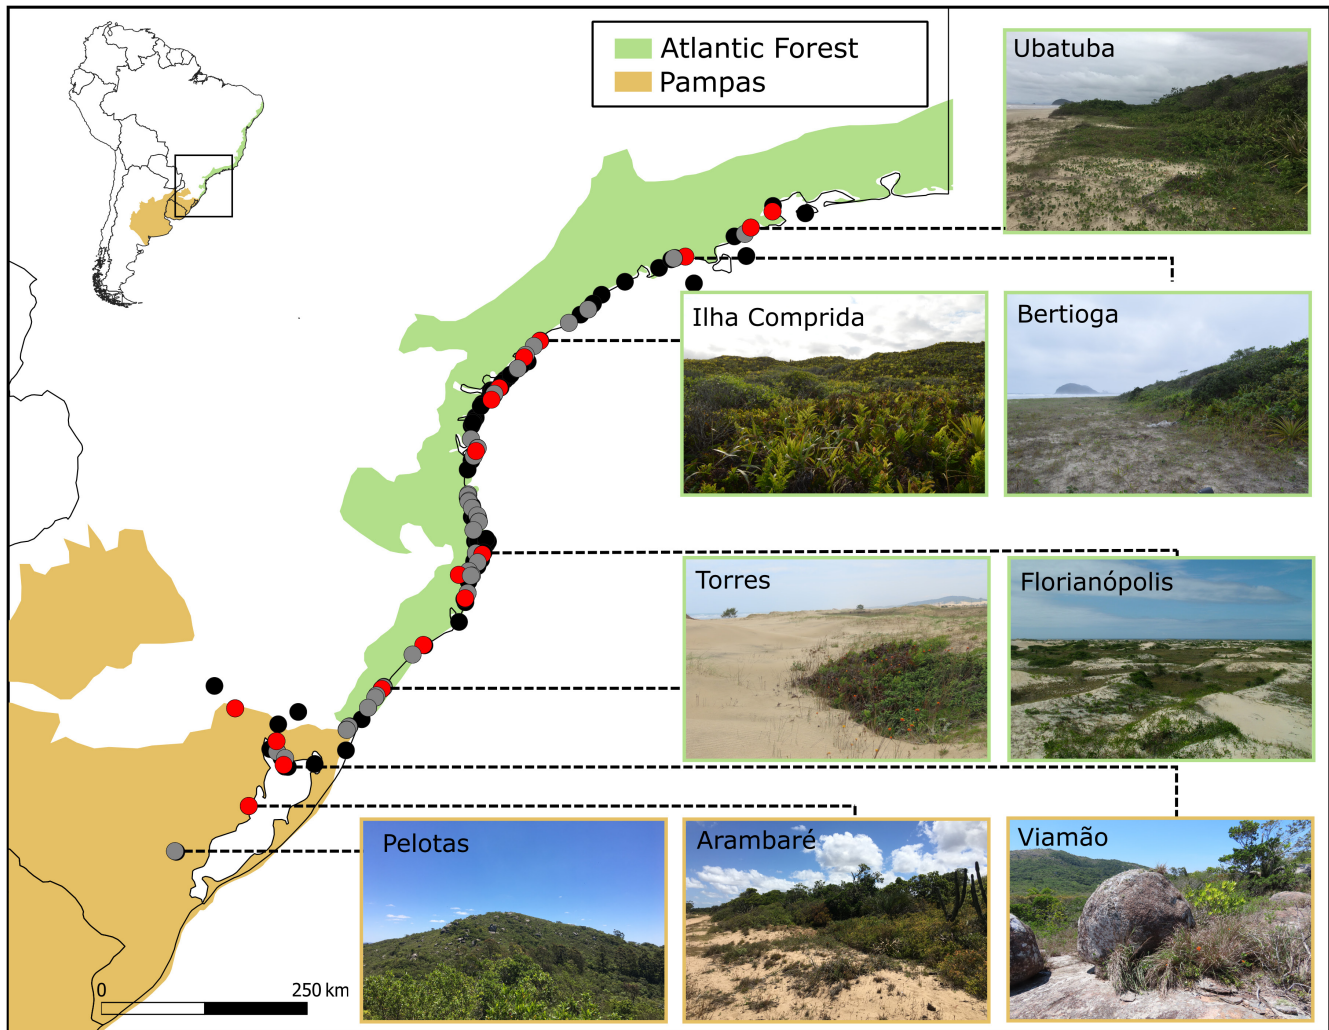 Atlantic Forest
Pampas
Ubatuba
Ilha Comprida
Bertioga
Torres
Florianópolis
Pelotas
Arambaré
Viamão
0 250 km